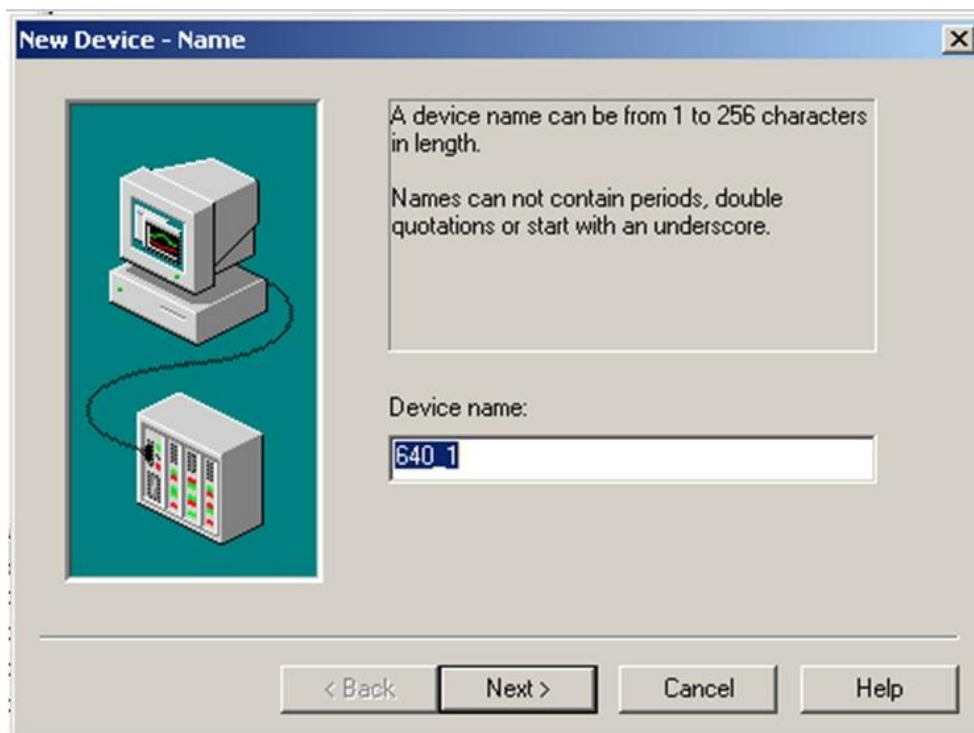 New Device - Name
A device name can be from 1 to 256 characters
in length.
Names can not contain periods, double
quotations or start with an underscore.
Device name:
640_1
< Back
Next >
Cancel
Help